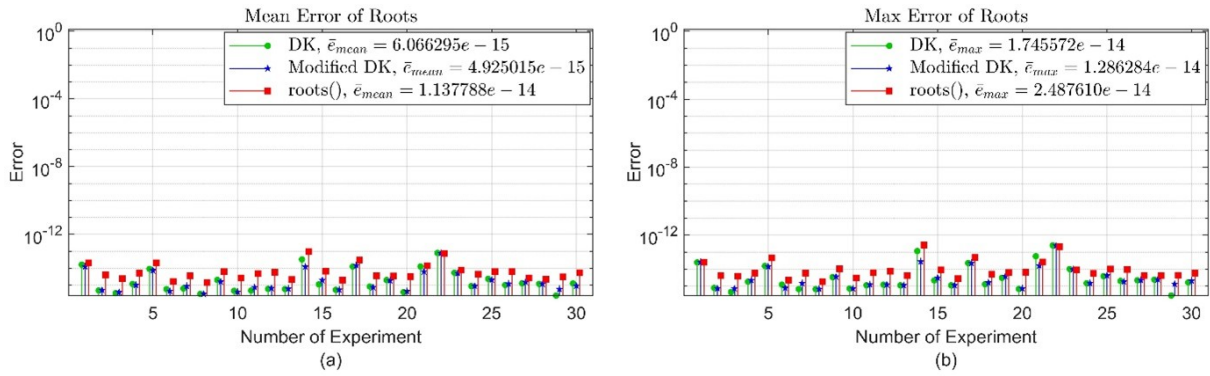 Mean Error of Roots
10^0
DK, ē_mean = 6.066295e − 15
Modified DK, ē_mean = 4.925015e − 15
roots(), ē_mean = 1.137788e − 14
10^-4
10^-8
10^-12
Error
5 10 15 20 25 30
Number of Experiment
(a)
Max Error of Roots
10^0
DK, ē_max = 1.745572e − 14
Modified DK, ē_max = 1.286284e − 14
roots(), ē_max = 2.487610e − 14
10^-4
10^-8
10^-12
Error
5 10 15 20 25 30
Number of Experiment
(b)